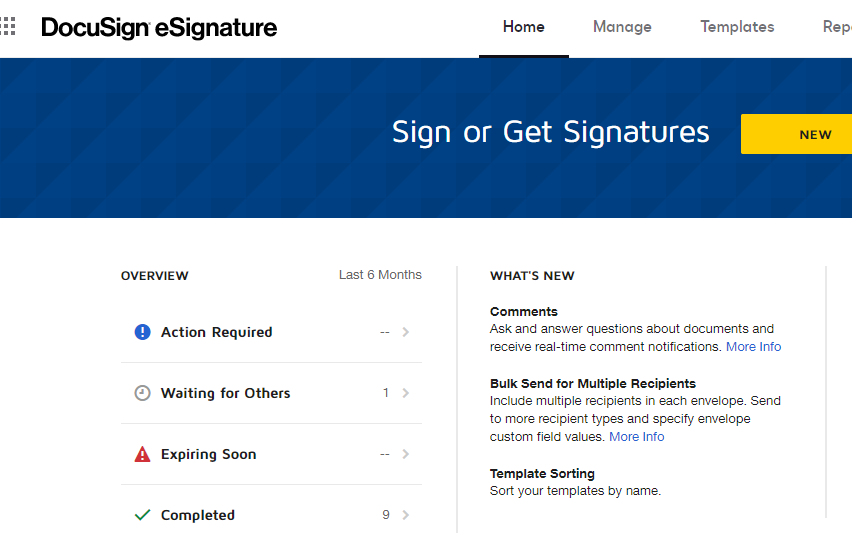 DocuSign eSignature
Home
Manage
Templates
Sign or Get Signatures
NEW
OVERVIEW
Last 6 Months
Action Required --
Waiting for Others 1
Expiring Soon --
Completed 9
WHAT'S NEW
Comments
Ask and answer questions about documents and
receive real-time comment notifications. More Info
Bulk Send for Multiple Recipients
Include multiple recipients in each envelope. Send
to more recipient types and specify envelope
custom field values. More Info
Template Sorting
Sort your templates by name.